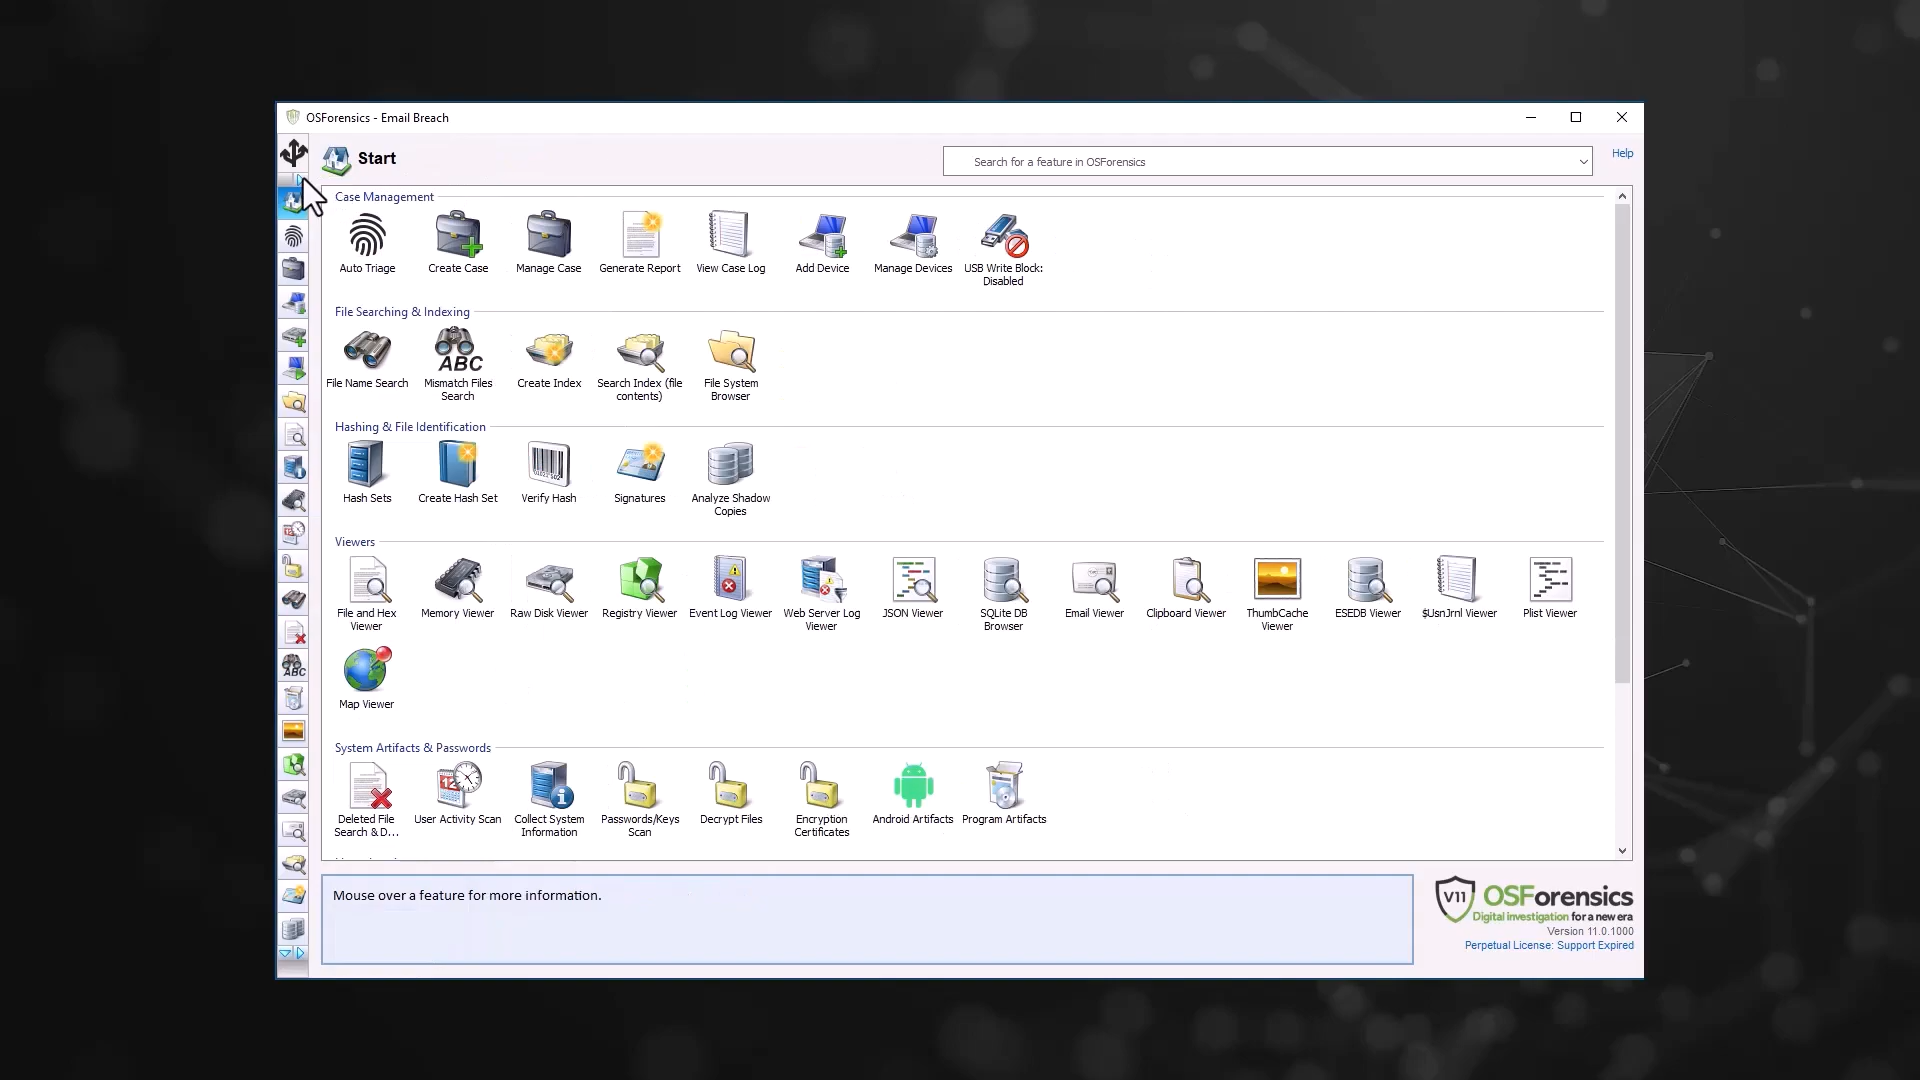 OSForensics - Email Breach
Start
Search for a feature in OSForensics
Help
Case Management
Auto Triage
Create Case
Manage Case
Generate Report
View Case Log
Add Device
Manage Devices
USB Write Block:
Disabled
File Searching & Indexing
File Name Search
ABC
Mismatch Files
Search
Create Index
Search Index (file
contents)
File System
Browser
Hashing & File Identification
Hash Sets
Create Hash Set
Verify Hash
Signatures
Analyze Shadow
Copies
Viewers
File and Hex
Viewer
Memory Viewer
Raw Disk Viewer
Registry Viewer
Event Log Viewer
Web Server Log
Viewer
JSON Viewer
SQLite DB
Browser
Email Viewer
Clipboard Viewer
ThumbCache
Viewer
ESEDB Viewer
$UsnJrnl Viewer
Plist Viewer
Map Viewer
ABC
System Artifacts & Passwords
12
Deleted File
Search & D...
User Activity Scan
Collect System
Information
Passwords/Keys
Scan
Decrypt Files
Encryption
Certificates
Android Artifacts
Program Artifacts
Mouse over a feature for more information.
V11 OSForensics
Digital investigation for a new era
Version 11.0.1000
Perpetual License: Support Expired